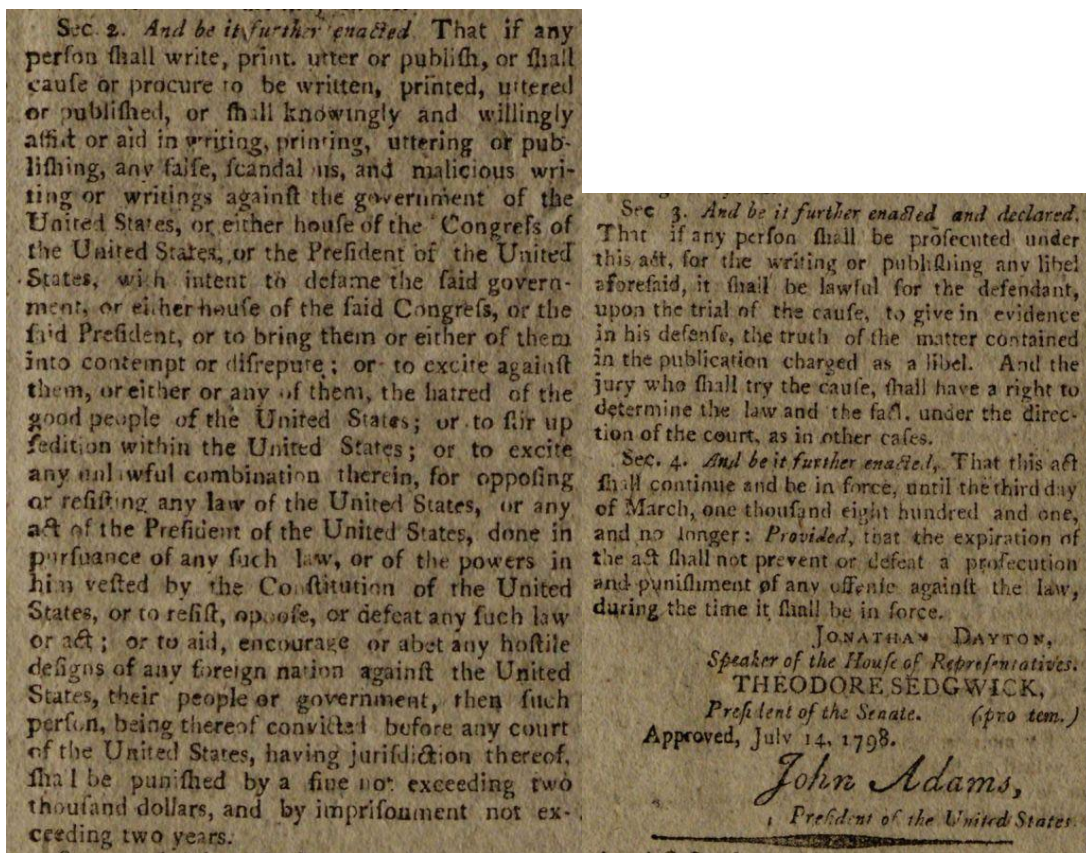 Sec. 2. And be it further enacted That if any
perſon ſhall write, print. utter or publiſh, or ſhall
cauſe or procure to be written, printed, uttered
or publiſhed, or ſhall knowingly and willingly
aſſiſt or aid in writing, printing, uttering or pub-
liſhing, any falſe, ſcandalous, and malicious wri-
ting or writings againſt the government of the
United States, or either houſe of the Congreſs of
the United States, or the Preſident of the United
States, with intent to defame the ſaid govern-
ment, or either houſe of the ſaid Congreſs, or the
ſaid Preſident, or to bring them or either of them
into contempt or diſrepute; or to excite againſt
them, or either or any of them, the hatred of the
good people of the United States; or to ſtir up
ſedition within the United States; or to excite
any unlawful combination therein, for oppoſing
or reſiſting any law of the United States, or any
act of the Preſident of the United States, done in
purſuance of any ſuch law, or of the powers in
him veſted by the Conſtitution of the United
States, or to reſiſt, oppoſe, or defeat any ſuch law
or act; or to aid, encourage or abet any hoſtile
deſigns of any foreign nation againſt the United
States, their people or government, then ſuch
perſon, being thereof convicted before any court
of the United States, having juriſdiction thereof,
ſhall be puniſhed by a fine not exceeding two
thouſand dollars, and by impriſonment not ex-
ceeding two years.
Sec 3. And be it further enacted and declared,
That if any perſon ſhall be proſecuted under
this act, for the writing or publiſhing any libel
aforeſaid, it ſhall be lawful for the defendant,
upon the trial of the cauſe, to give in evidence
in his defenſe, the truth of the matter contained
in the publication charged as a libel. And the
jury who ſhall try the cauſe, ſhall have a right to
determine the law and the fact, under the direc-
tion of the court, as in other caſes.
Sec. 4. And be it further enacted, That this act
ſhall continue and be in force, until the third day
of March, one thouſand eight hundred and one,
and no longer: Provided, that the expiration of
the act ſhall not prevent or defeat a proſecution
and puniſhment of any offenſe againſt the law,
during the time it ſhall be in force.
JONATHAN DAYTON,
Speaker of the Houſe of Repreſentatives.
THEODORE SEDGWICK,
Preſident of the Senate. (pro tem.)
Approved, July 14, 1798.
John Adams,
Preſident of the United States.